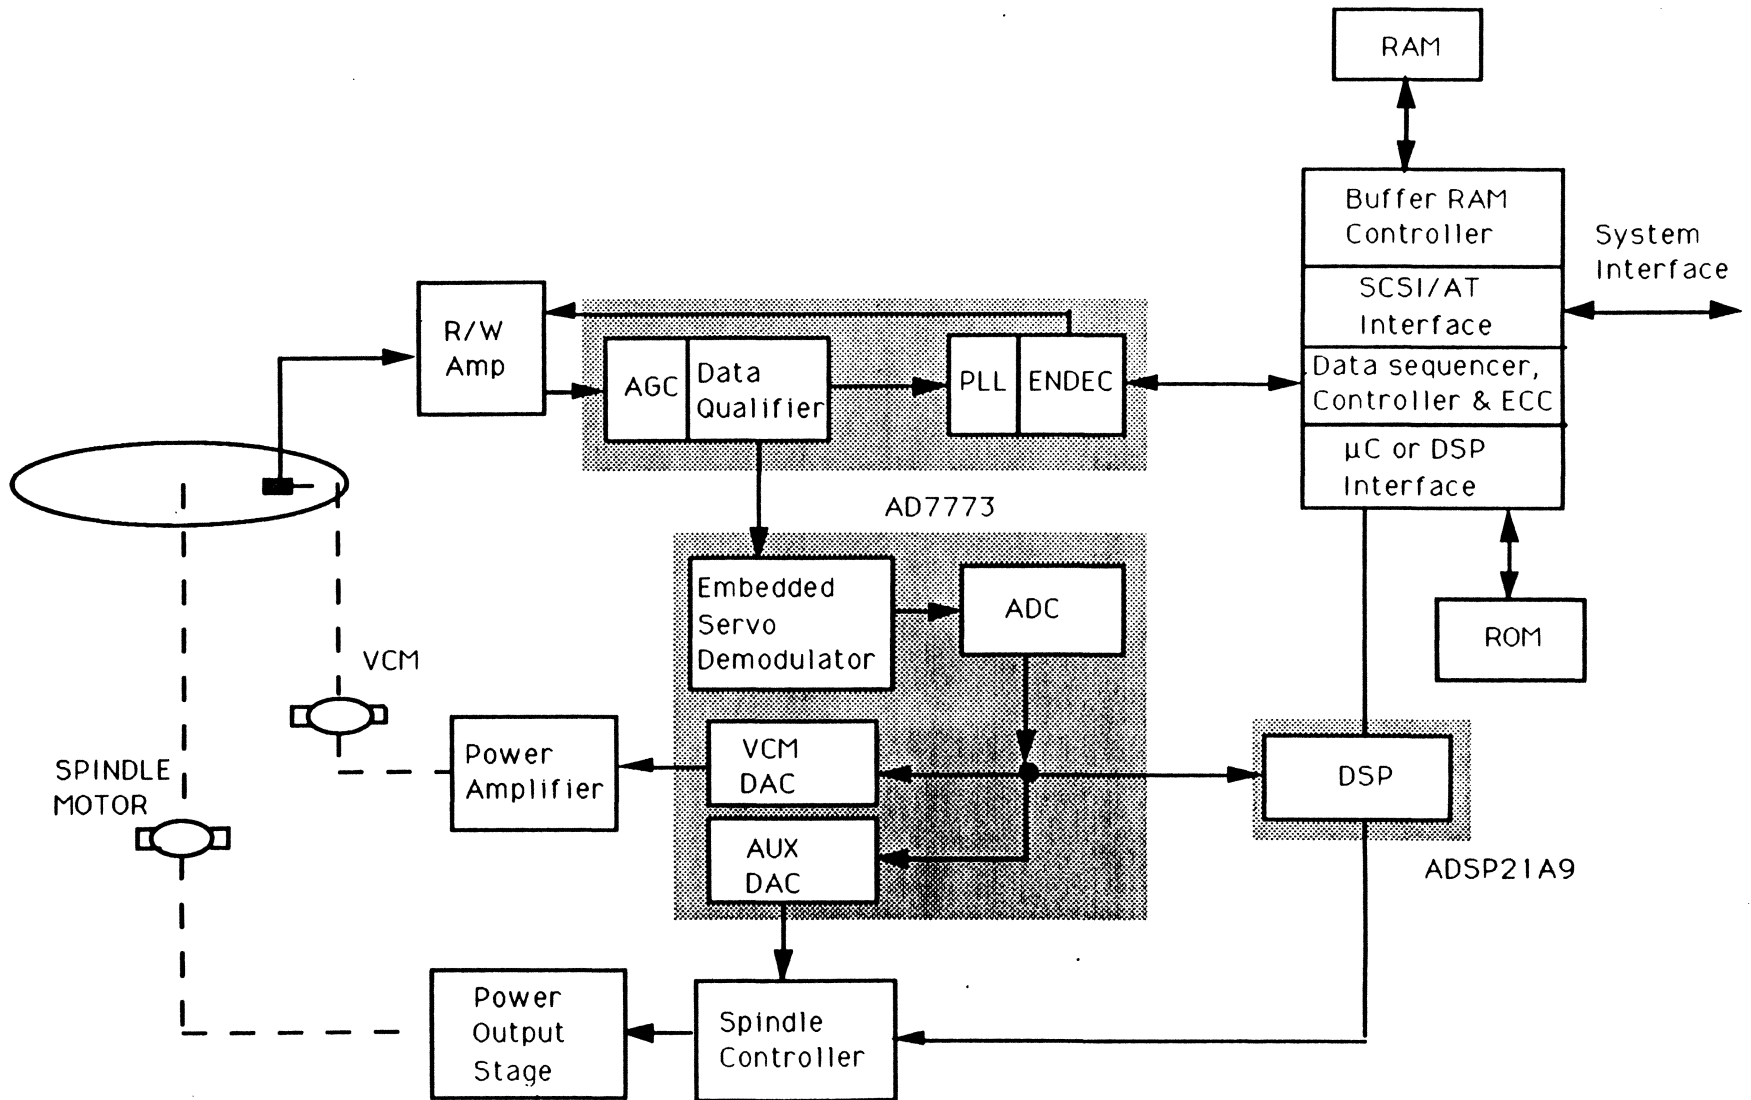 RAM
Buffer RAM
Controller
System
Interface
SCSI/AT
Interface
R/W
Amp
AGC
Data
Qualifier
PLL
ENDEC
Data sequencer,
Controller & ECC
µC or DSP
Interface
AD7773
Embedded
Servo
Demodulator
ADC
ROM
VCM
Power
Amplifier
VCM
DAC
DSP
SPINDLE
MOTOR
AUX
DAC
ADSP21A9
Power
Output
Stage
Spindle
Controller